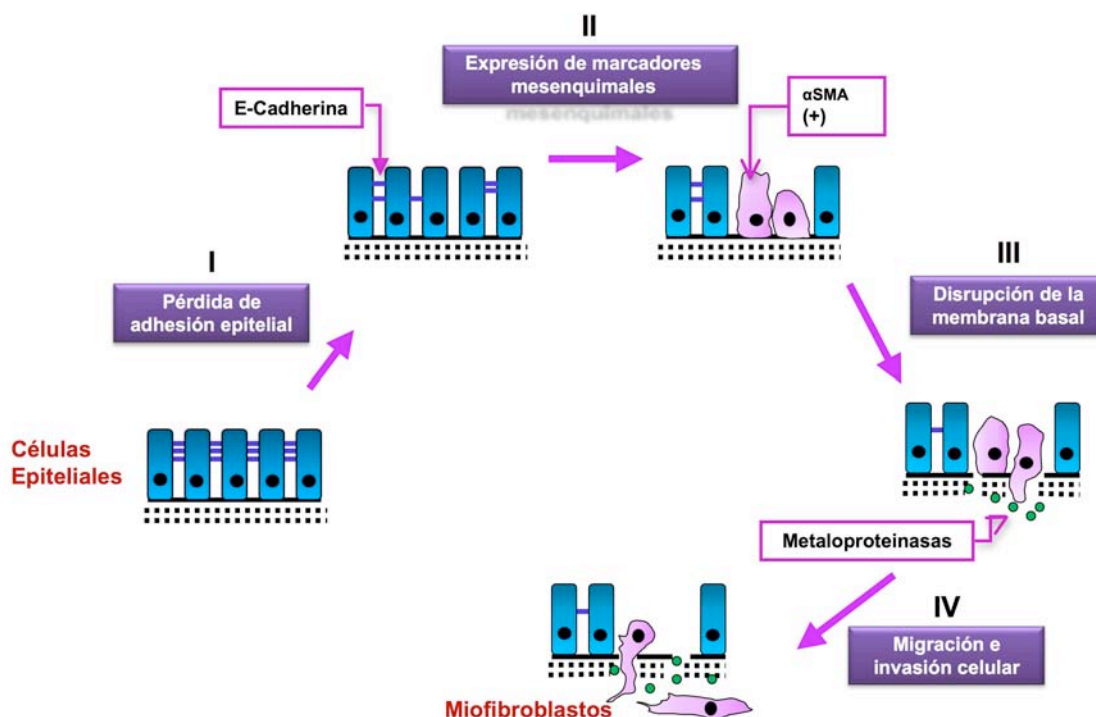 II
Expresión de marcadores
mesenquimales
mesenquimales
E-Cadherina
αSMA
(+)
I
Pérdida de
adhesión epitelial
III
Disrupción de la
membrana basal
Células
Epiteliales
Metaloproteinasas
IV
Migración e
invasión celular
Miofibroblastos